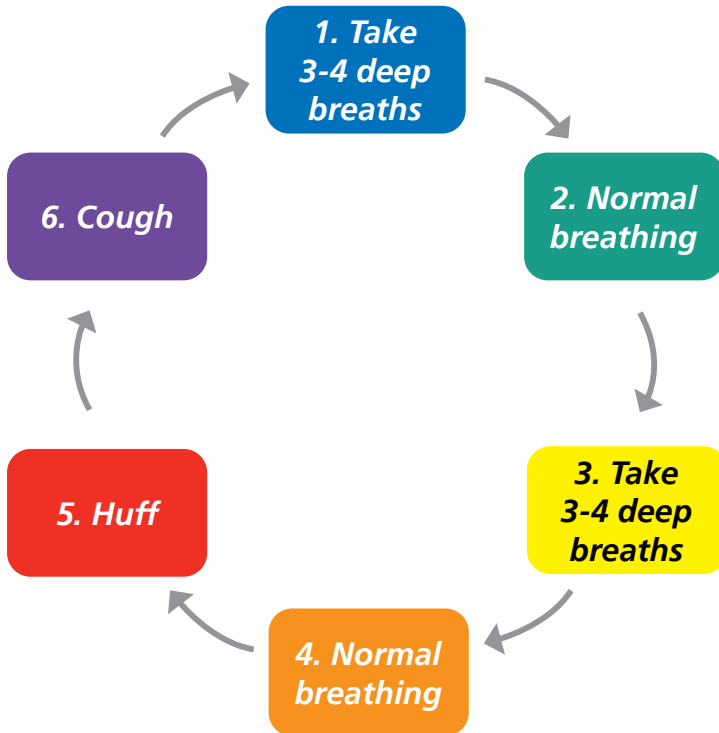 1. Take
3-4 deep
breaths
2. Normal
breathing
3. Take
3-4 deep
breaths
4. Normal
breathing
5. Huff
6. Cough